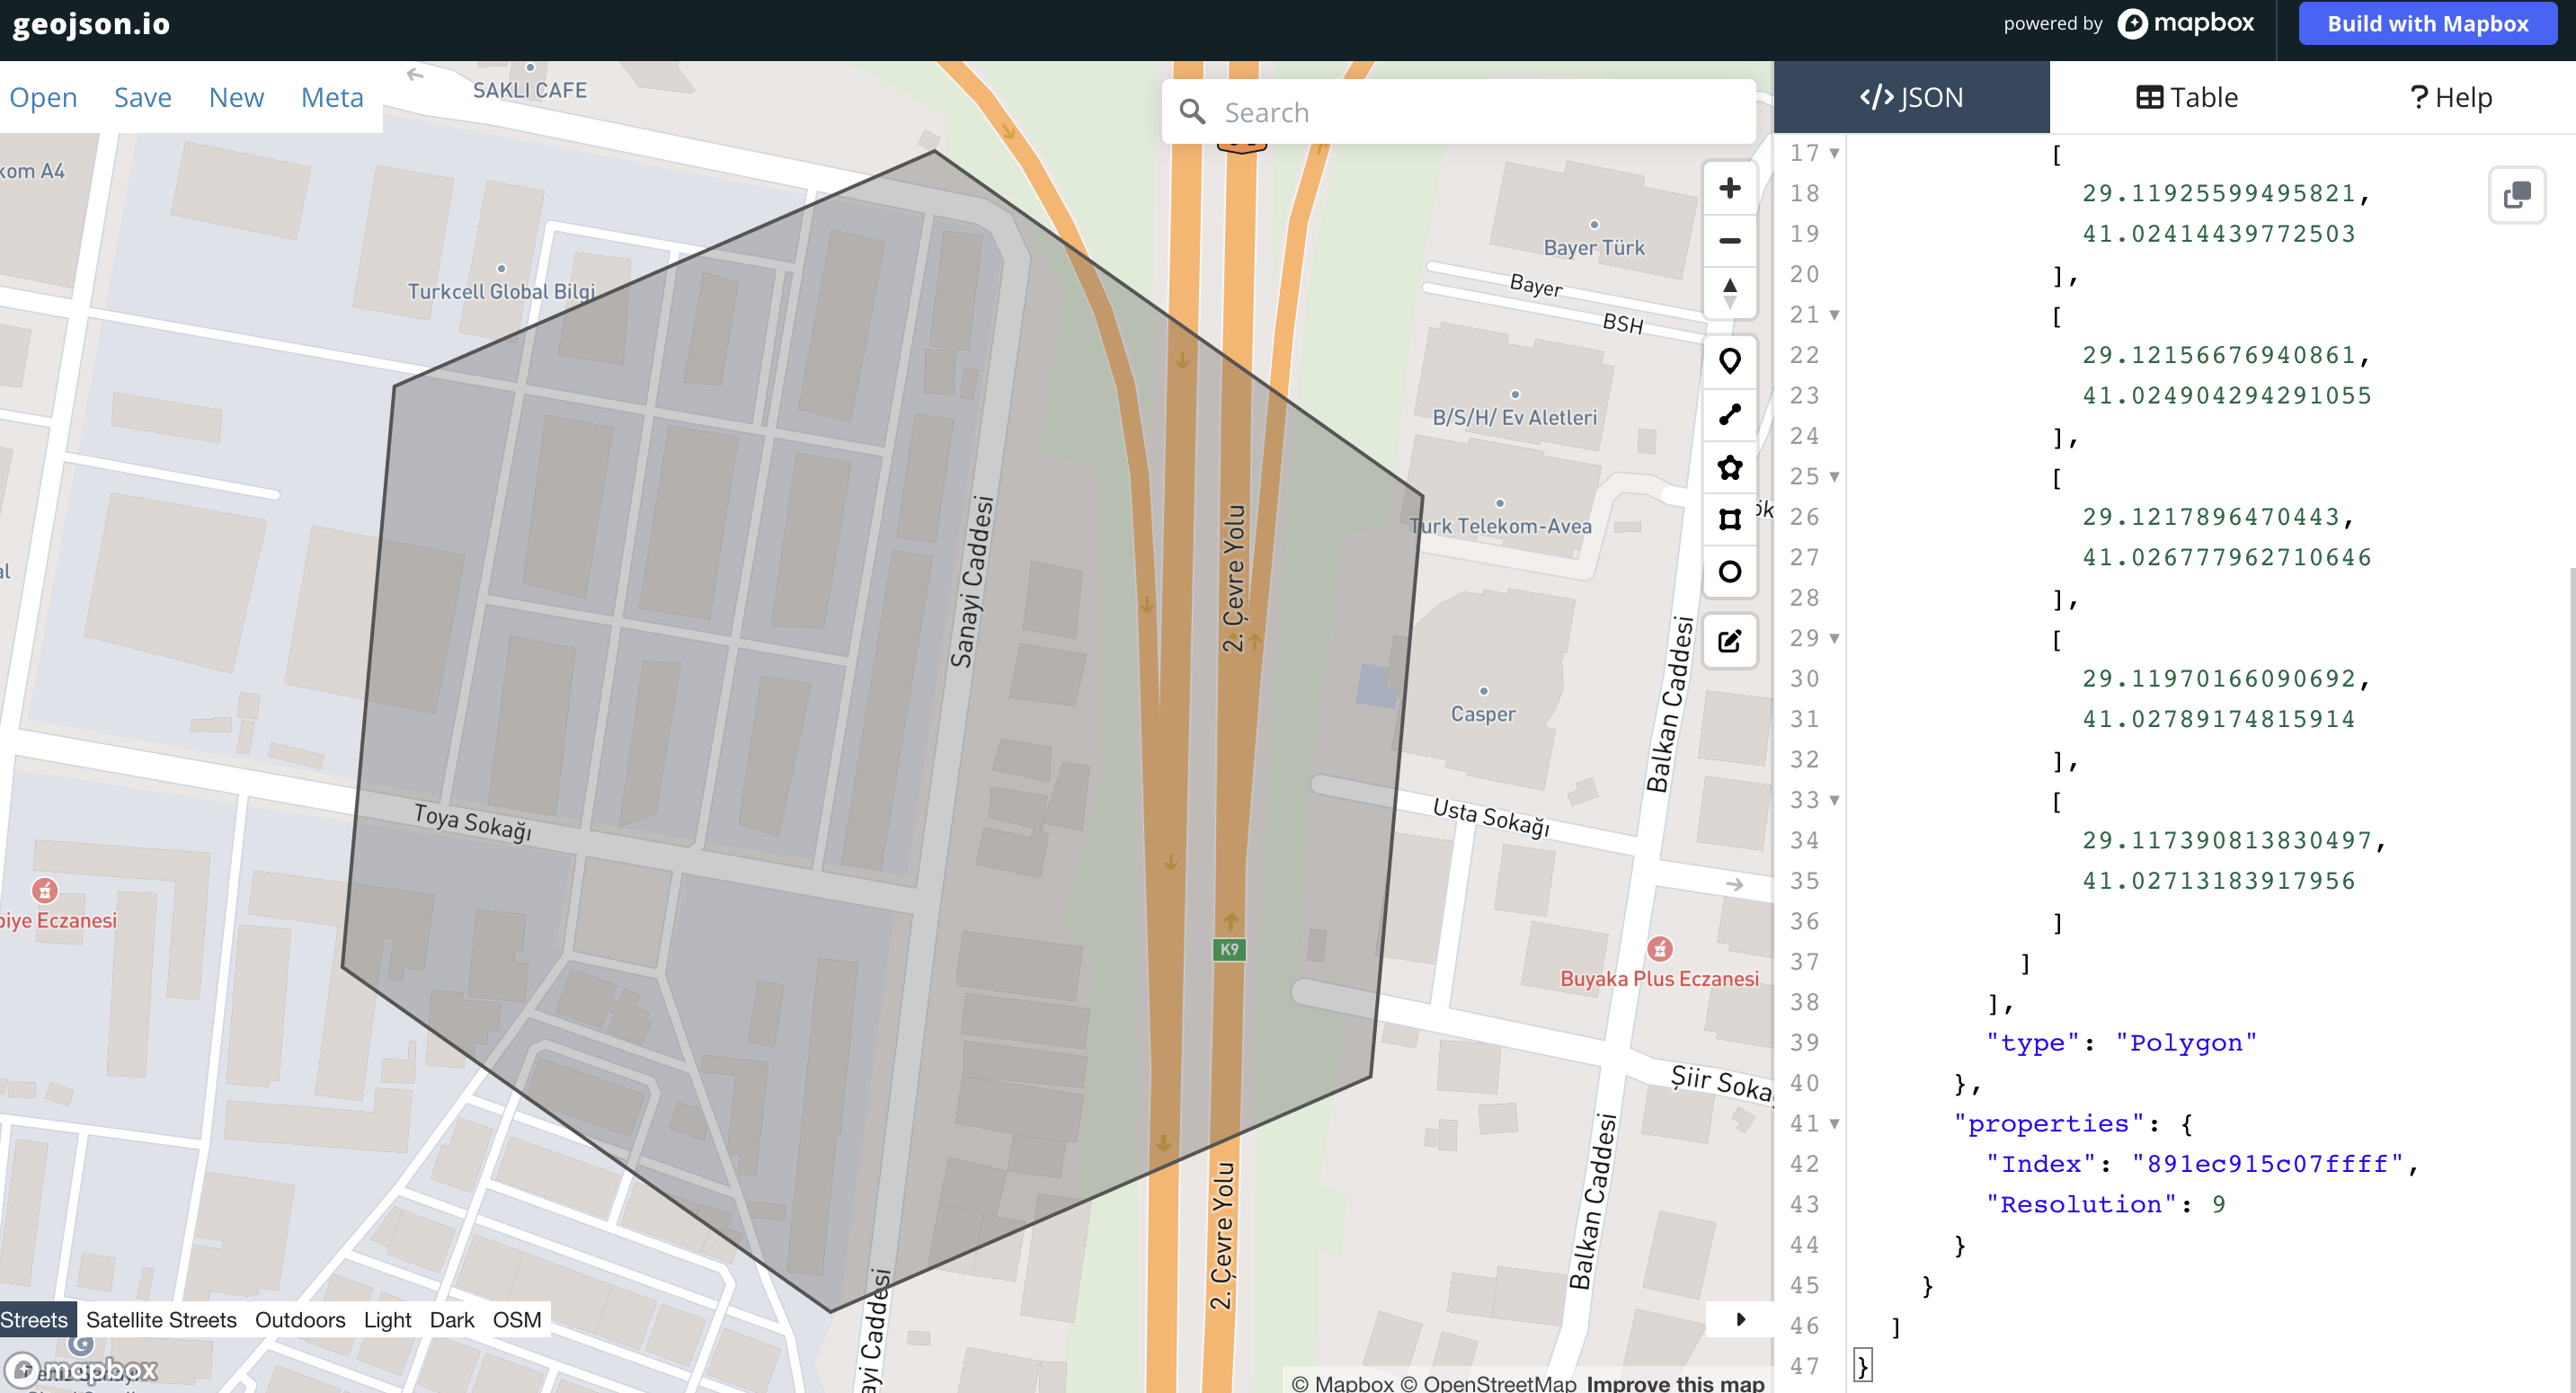 geojson.io
powered by mapbox
Build with Mapbox
Open Save New Meta
Search
</> JSON
Table
? Help
SAKLI CAFE
kom A4
Turkcell Global Bilgi
Bayer Türk
Bayer
BSH
B/S/H/ Ev Aletleri
Turk Telekom-Avea
Sanayi Caddesi
2. Çevre Yolu
Casper
Balkan Caddesi
Toya Sokağı
Usta Sokağı
biye Eczanesi
K9
Buyaka Plus Eczanesi
Şiir Soka
Balkan Caddesi
2. Çevre Yolu
ayi Caddesi
Streets Satellite Streets Outdoors Light Dark OSM
mapbox
© Mapbox © OpenStreetMap Improve this map
17 [
18 29.11925599495821,
19 41.02414439772503
20 ],
21 [
22 29.12156676940861,
23 41.024904294291055
24 ],
25 [
26 29.1217896470443,
27 41.026777962710646
28 ],
29 [
30 29.11970166090692,
31 41.02789174815914
32 ],
33 [
34 29.117390813830497,
35 41.02713183917956
36 ]
37 ]
38 ],
39 "type": "Polygon"
40 },
41 "properties": {
42 "Index": "891ec915c07ffff",
43 "Resolution": 9
44 }
45 }
46 ]
47 }